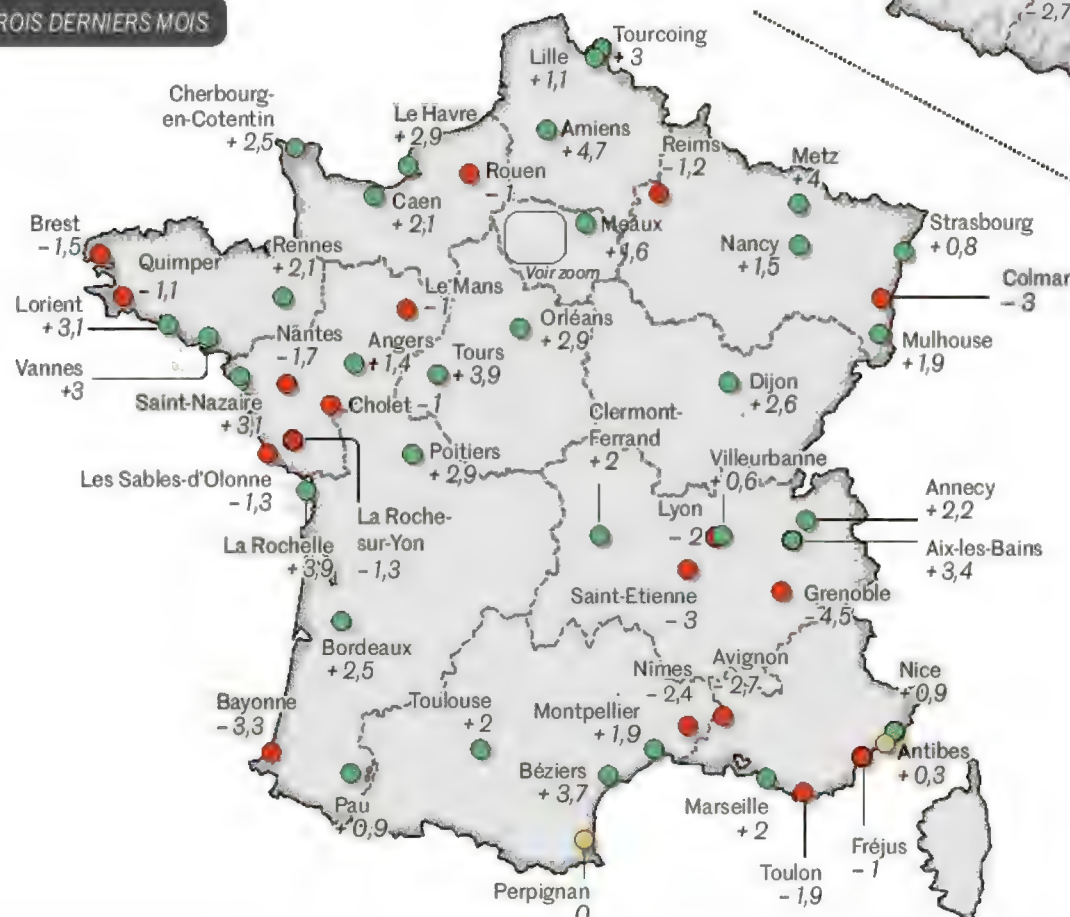 ROIS DERNIERS MOIS
- 2,7
Tourcoing
+ 3
Lille
+ 1,1
Cherbourg-
en-Cotentin
+ 2,5
Le Havre
+ 2,9
Amiens
+ 4,7
Reims
- 1,2
Metz
+ 4
Rouen
- 1
Caen
+ 2,1
Brest
- 1,5
Quimper
- 1,1
Rennes
+ 2,1
Meaux
+ 1,6
Voir zoom
Nancy
+ 1,5
Strasbourg
+ 0,8
Colmar
- 3
Lorient
+ 3,1
Le Mans
- 1
Orléans
+ 2,9
Mulhouse
+ 1,9
Vannes
+3
Nantes
- 1,7
Angers
+ 1,4
Tours
+ 3,9
Dijon
+ 2,6
Saint-Nazaire
+ 3,1
Cholet - 1
Clermont-
Ferrand
+ 2
Poitiers
+ 2,9
Villeurbanne
+ 0,6
Les Sables-d'Olonne
- 1,3
Annecy
+ 2,2
Lyon
- 2
La Roche-
sur-Yon
- 1,3
Aix-les-Bains
+ 3,4
La Rochelle
+ 3,9
Saint-Etienne
- 3
Grenoble
- 4,5
Bordeaux
+ 2,5
Nîmes
- 2,4
Avignon
- 2,7
Nice
+ 0,9
Bayonne
- 3,3
Toulouse
+ 2
Montpellier
+ 1,9
Antibes
+ 0,3
Béziers
+ 3,7
Pau
+ 0,9
Marseille
+ 2
Fréjus
- 1
Toulon
- 1,9
Perpignan
0